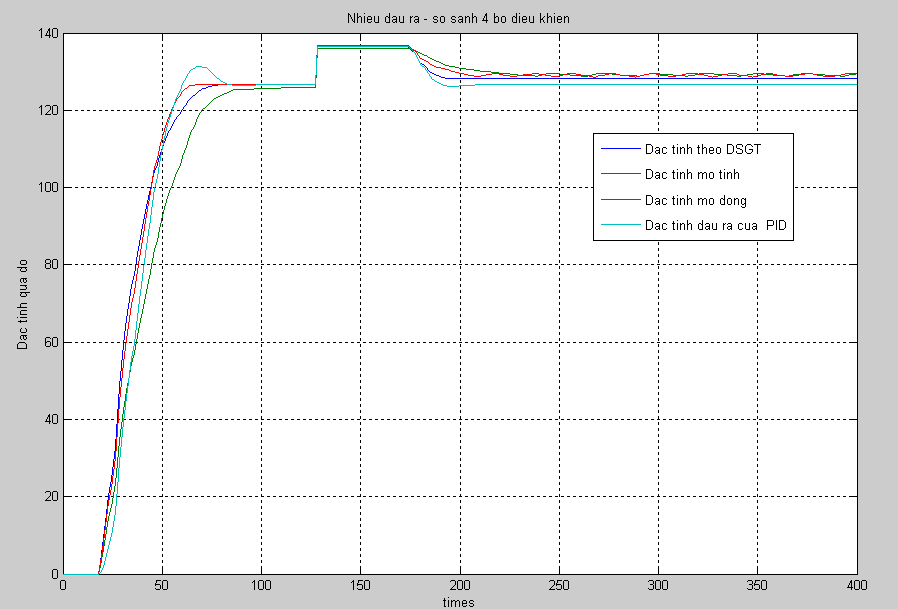 Nhieu dau ra - so sanh 4 bo dieu khien
140
120
100
80
60
40
20
0
Dac tinh qua do
Dac tinh theo DSGT
Dac tinh mo tinh
Dac tinh mo dong
Dac tinh dau ra cua PID
0 50 100 150 200 250 300 350 400
times